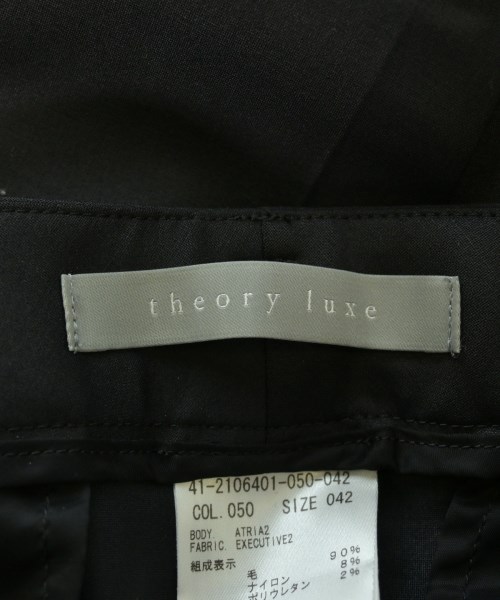 theory luxe
41-2106401-050-042
COL. 050 SIZE 042
BODY. ATRIA2
FABRIC. EXECUTIVE2
組成表示
毛 90%
ナイロン 8%
ポリウレタン 2%